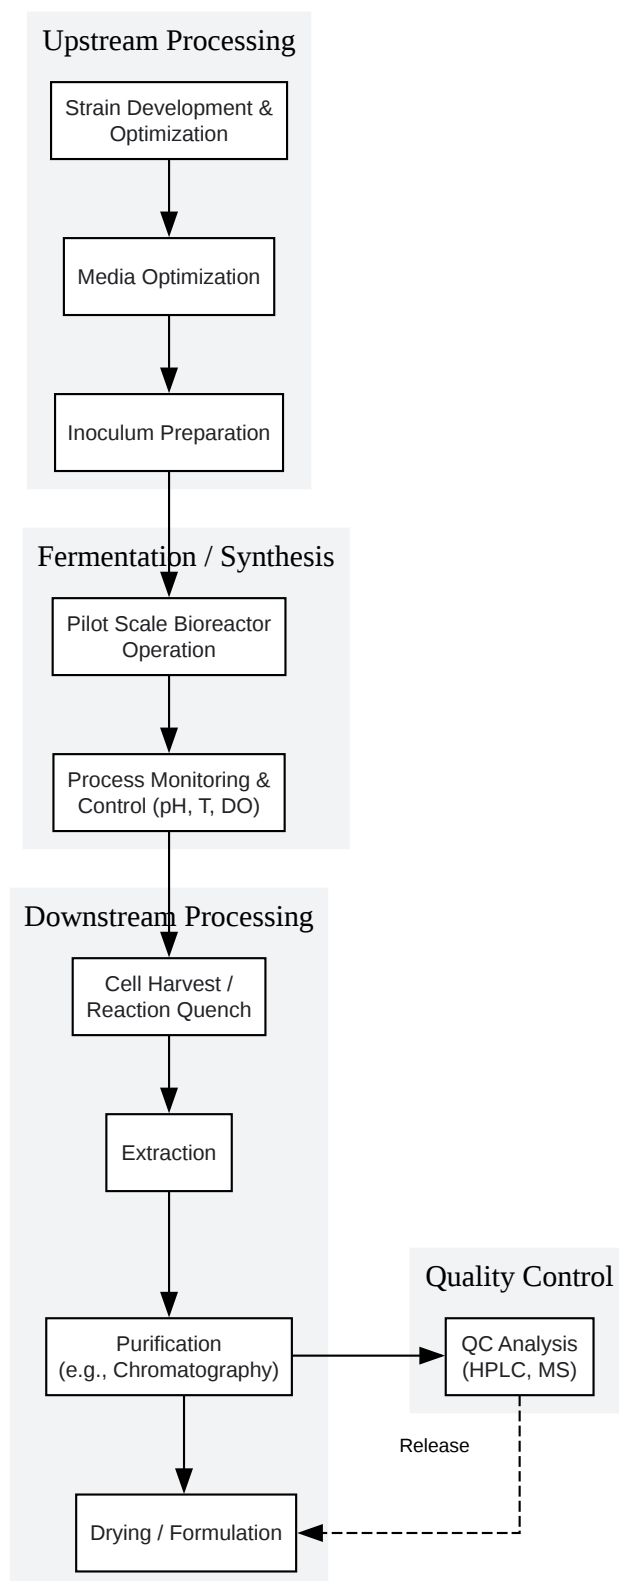 Upstream Processing
Strain Development &
Optimization
Media Optimization
Inoculum Preparation
Fermentation / Synthesis
Pilot Scale Bioreactor
Operation
Process Monitoring &
Control (pH, T, DO)
Downstream Processing
Cell Harvest /
Reaction Quench
Extraction
Quality Control
Purification
(e.g., Chromatography)
QC Analysis
(HPLC, MS)
Release
Drying / Formulation